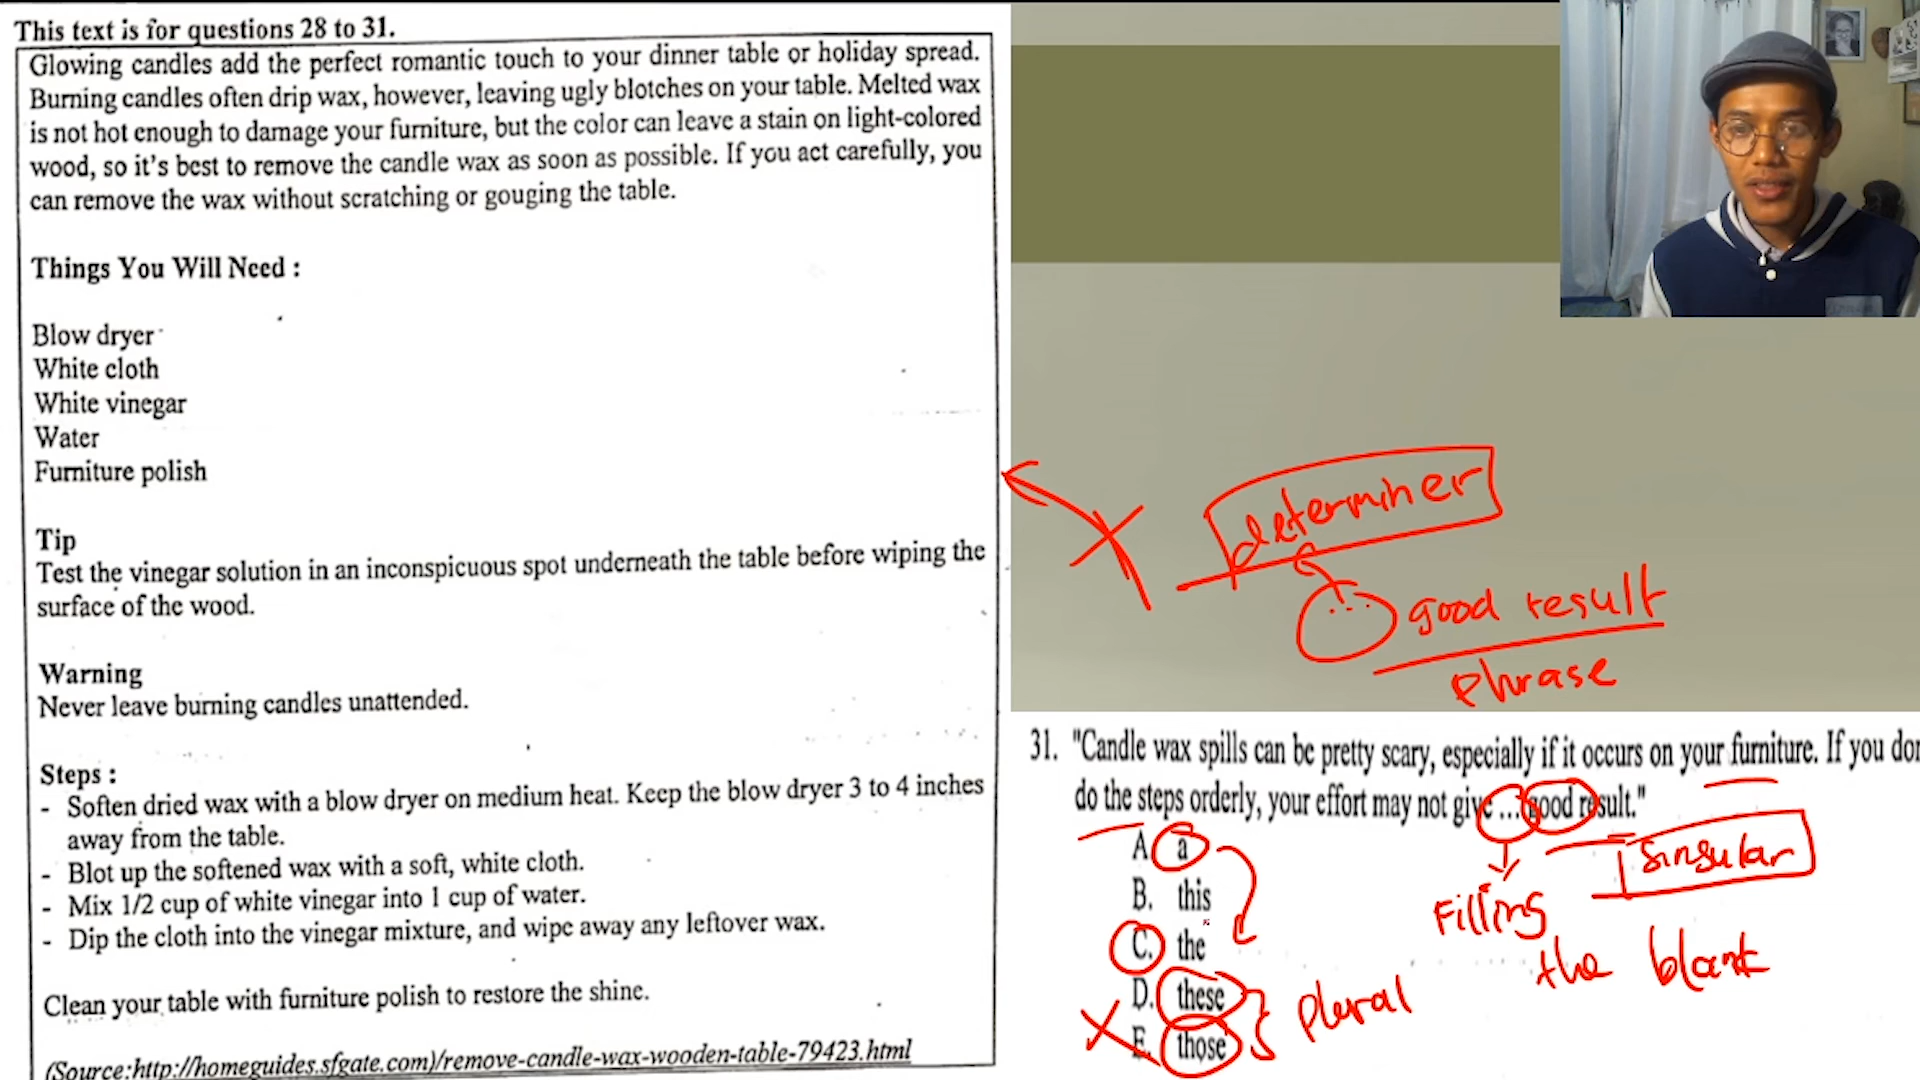 This text is for questions 28 to 31.
Glowing candles add the perfect romantic touch to your dinner table or holiday spread.
Burning candles often drip wax, however, leaving ugly blotches on your table. Melted wax
is not hot enough to damage your furniture, but the color can leave a stain on light-colored
wood, so it's best to remove the candle wax as soon as possible. If you act carefully, you
can remove the wax without scratching or gouging the table.
Things You Will Need :
Blow dryer
White cloth
White vinegar
Water
Furniture polish
Tip
Test the vinegar solution in an inconspicuous spot underneath the table before wiping the
surface of the wood.
Warning
Never leave burning candles unattended.
Steps :
- Soften dried wax with a blow dryer on medium heat. Keep the blow dryer 3 to 4 inches
away from the table.
- Blot up the softened wax with a soft, white cloth.
- Mix 1/2 cup of white vinegar into 1 cup of water.
- Dip the cloth into the vinegar mixture, and wipe away any leftover wax.
Clean your table with furniture polish to restore the shine.
(Source:http://homeguides.sfgate.com)/remove-candle-wax-wooden-table-79423.html
determiner
... good result
phrase
31. "Candle wax spills can be pretty scary, especially if it occurs on your furniture. If you don
do the steps orderly, your effort may not give ... good result."
A. a
B. this
C. the
D. these
E. those
singular
Filling
the blank
plural